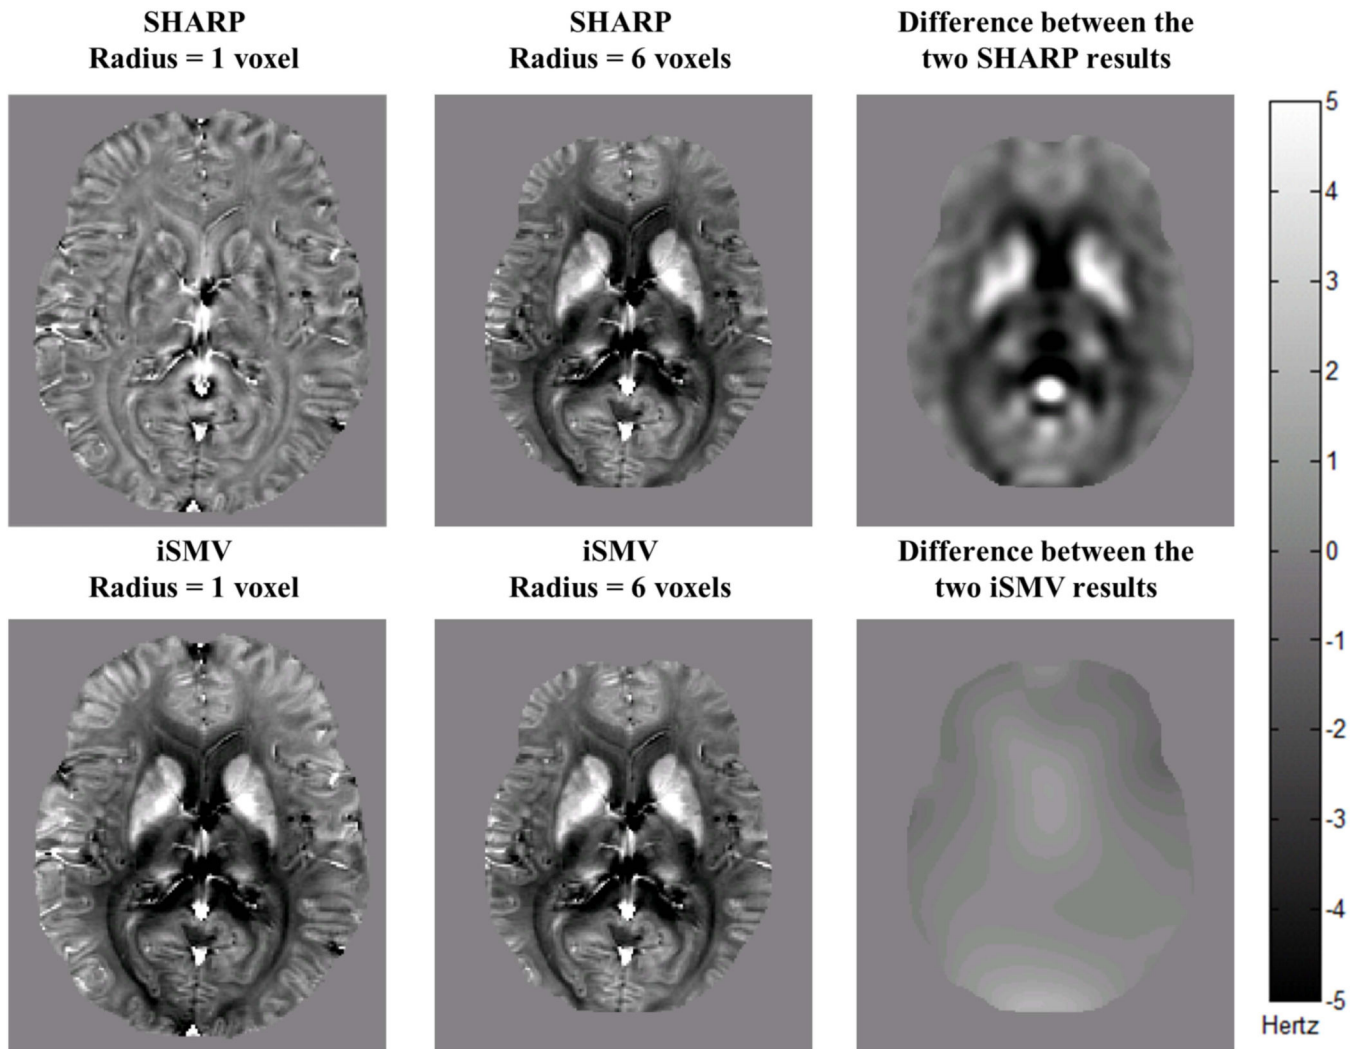 SHARP
Radius = 1 voxel
SHARP
Radius = 6 voxels
Difference between the
two SHARP results
5
4
3
2
1
0
-1
-2
-3
-4
-5
Hertz
iSMV
Radius = 1 voxel
iSMV
Radius = 6 voxels
Difference between the
two iSMV results